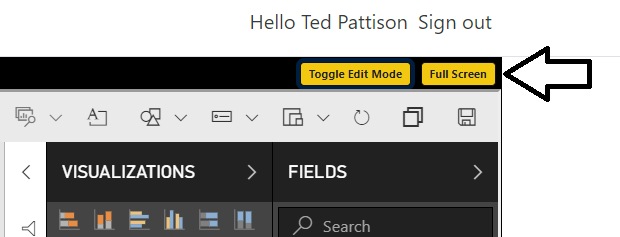 Hello Ted Pattison Sign out
Toggle Edit Mode Full Screen
VISUALIZATIONS FIELDS
Search